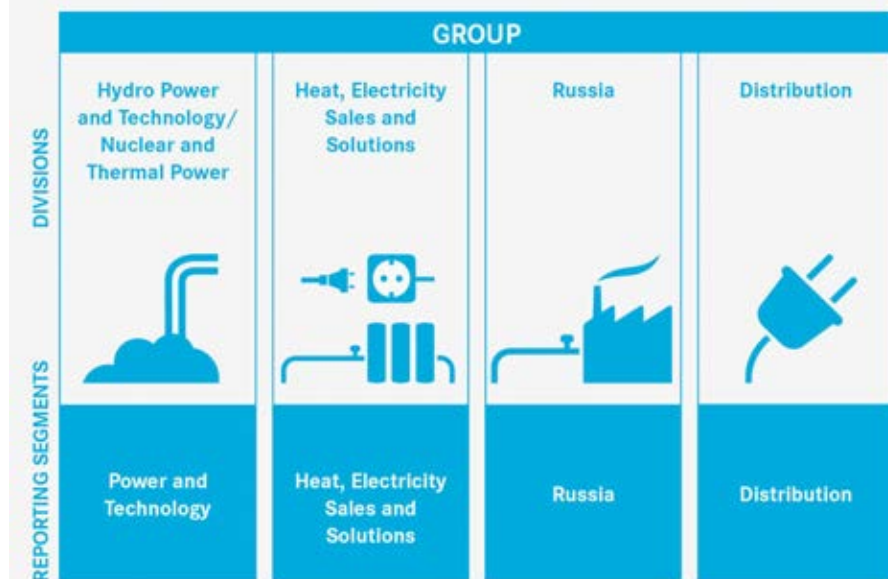 GROUP
DIVISIONS
Hydro Power
and Technology/
Nuclear and
Thermal Power
Heat, Electricity
Sales and
Solutions
Russia
Distribution
REPORTING SEGMENTS
Power and
Technology
Heat, Electricity
Sales and
Solutions
Russia
Distribution